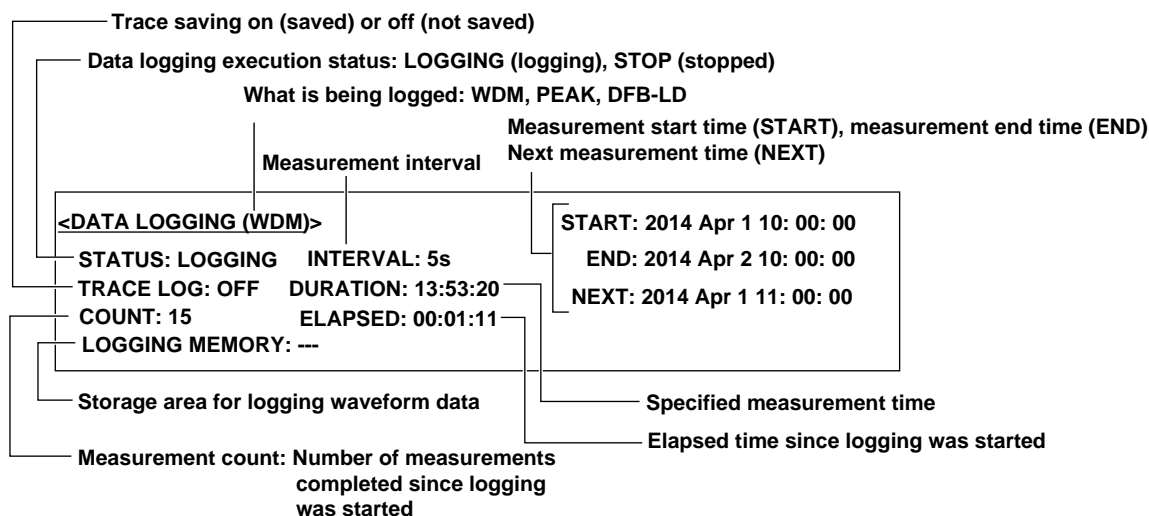 Trace saving on (saved) or off (not saved)
Data logging execution status: LOGGING (logging), STOP (stopped)
What is being logged: WDM, PEAK, DFB-LD
Measurement start time (START), measurement end time (END)
Next measurement time (NEXT)
Measurement interval
<DATA LOGGING (WDM)>
STATUS: LOGGING INTERVAL: 5s
TRACE LOG: OFF DURATION: 13:53:20
COUNT: 15 ELAPSED: 00:01:11
LOGGING MEMORY: ---
START: 2014 Apr 1 10: 00: 00
END: 2014 Apr 2 10: 00: 00
NEXT: 2014 Apr 1 11: 00: 00
Storage area for logging waveform data
Specified measurement time
Elapsed time since logging was started
Measurement count: Number of measurements
completed since logging
was started